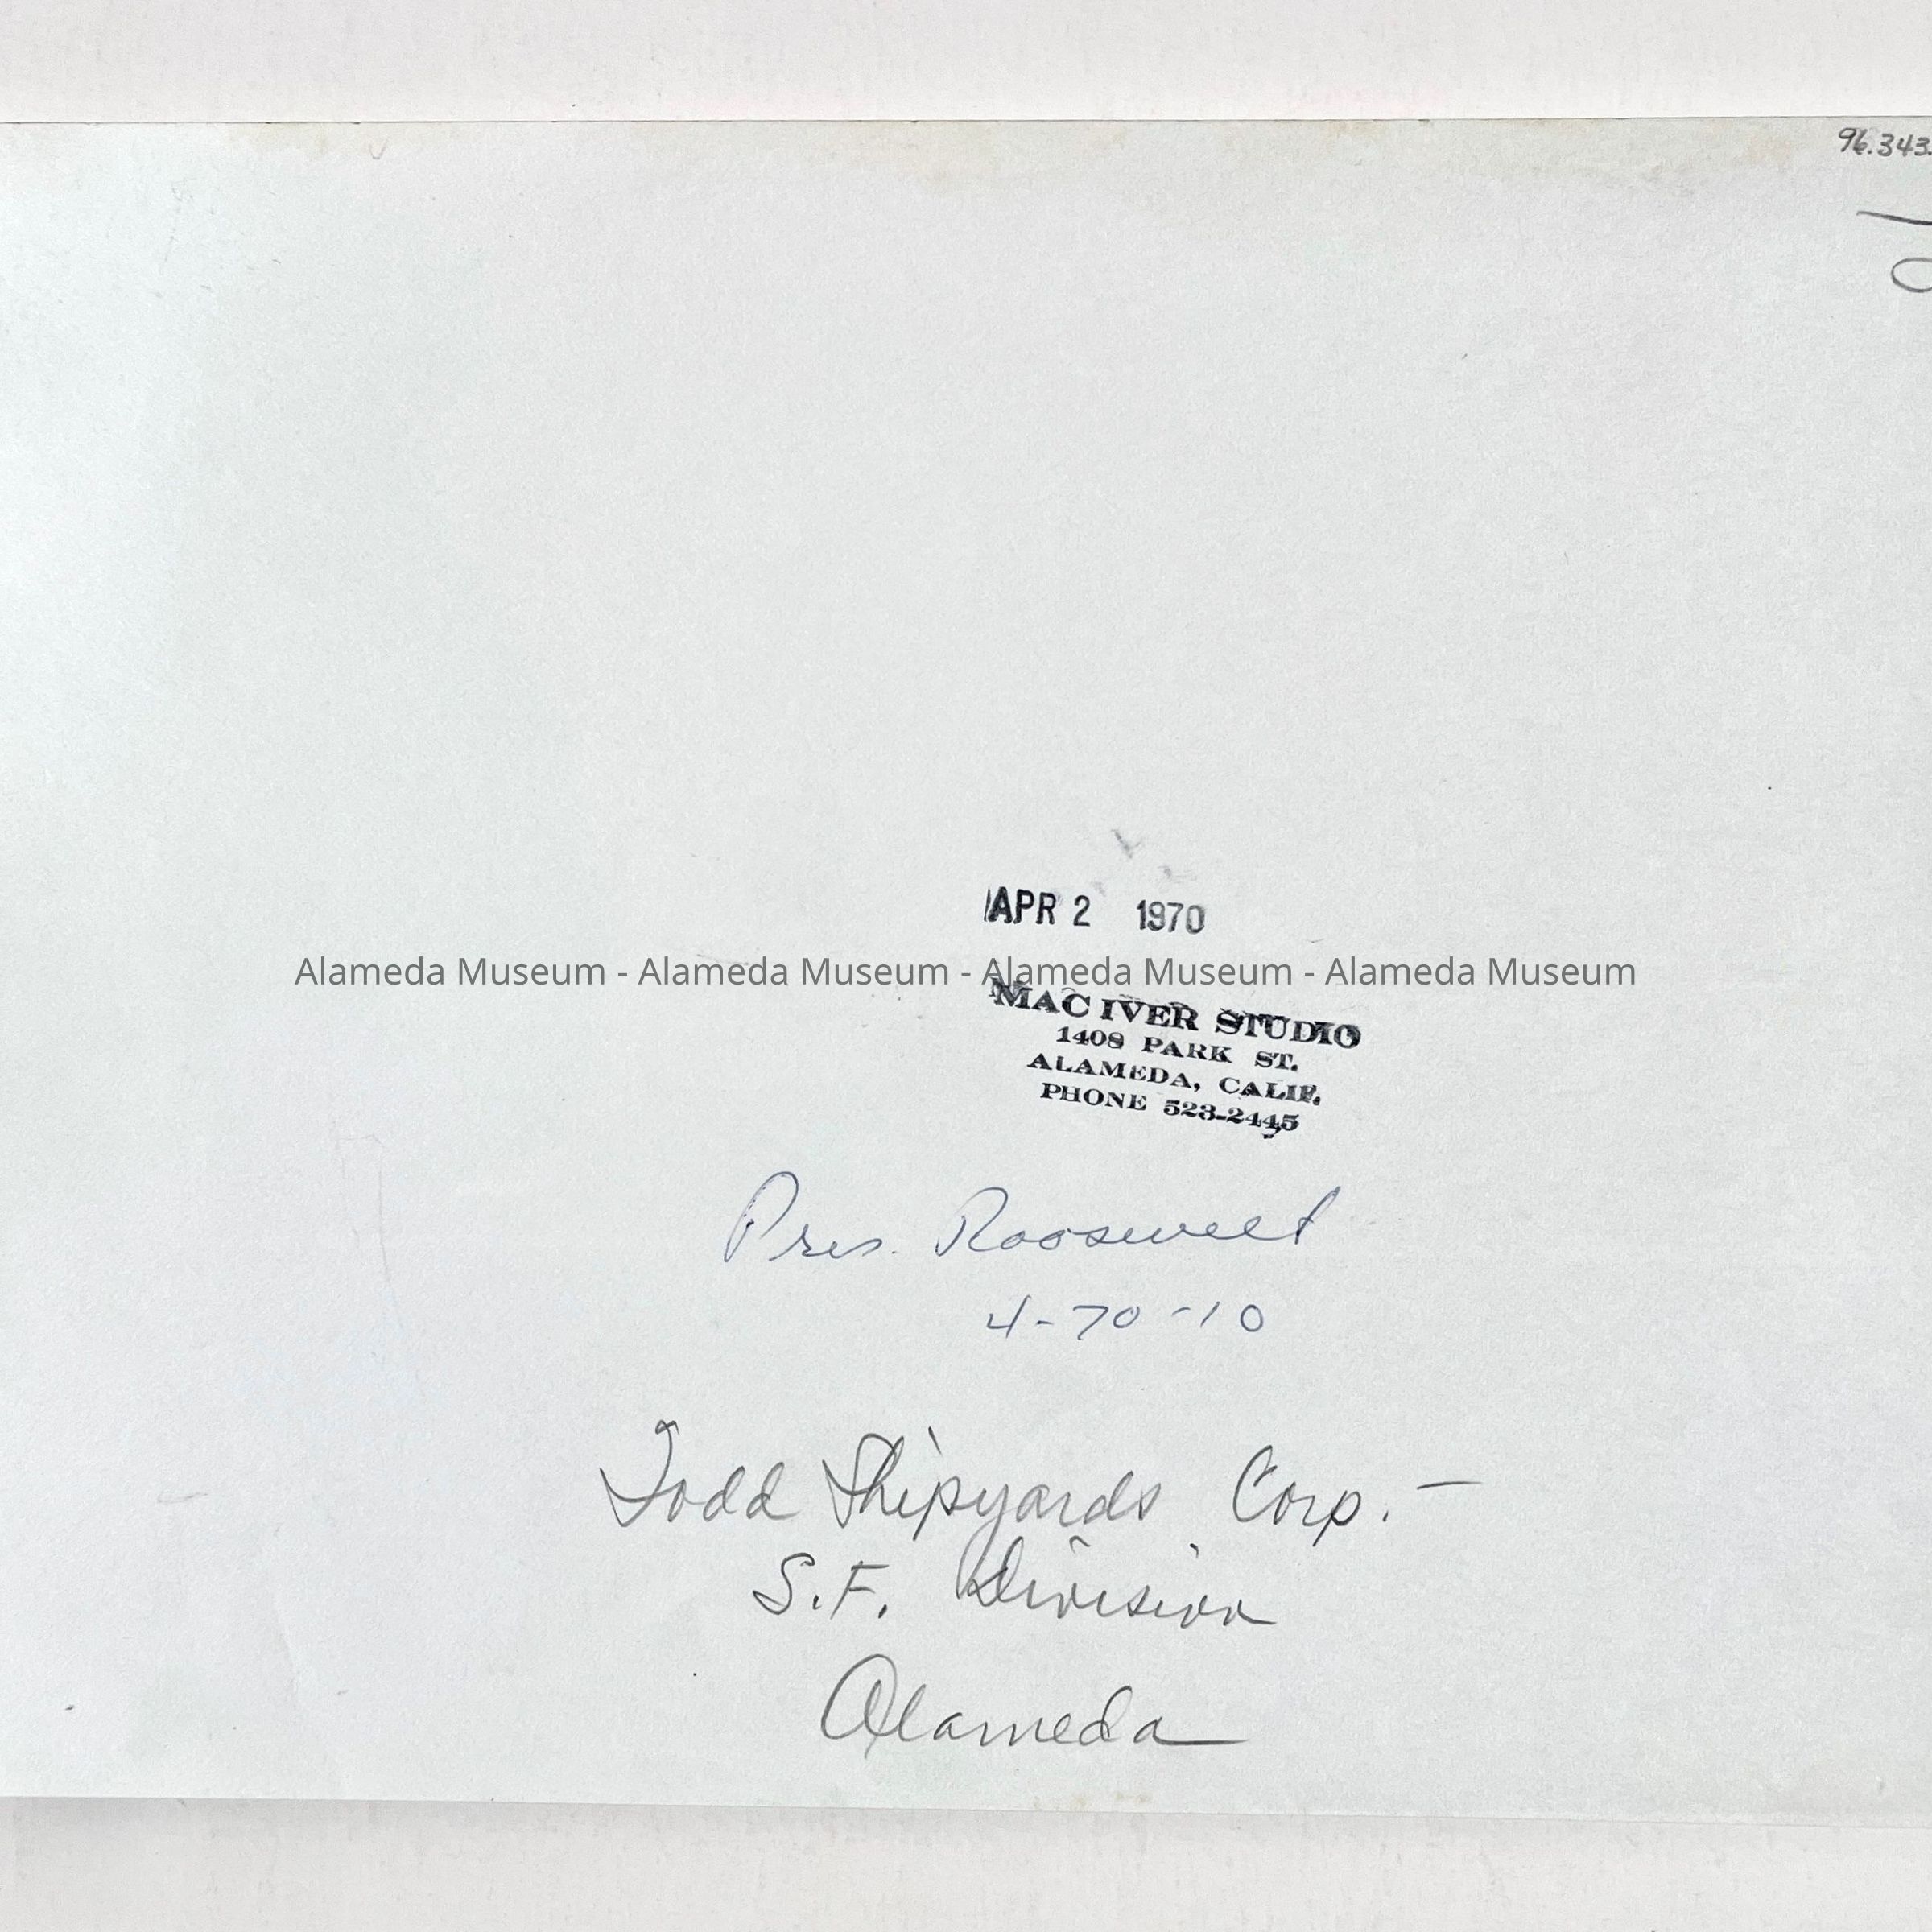 96.343.
APR 2 1970
Alameda Museum - Alameda Museum - Alameda Museum - Alameda Museum
MAC IVER STUDIO
1408 PARK ST.
ALAMEDA, CALIF.
PHONE 523-2445
Pres. Roosevelt
4-70-10
Todd Shipyards Corp. -
S.F. Division
Alameda